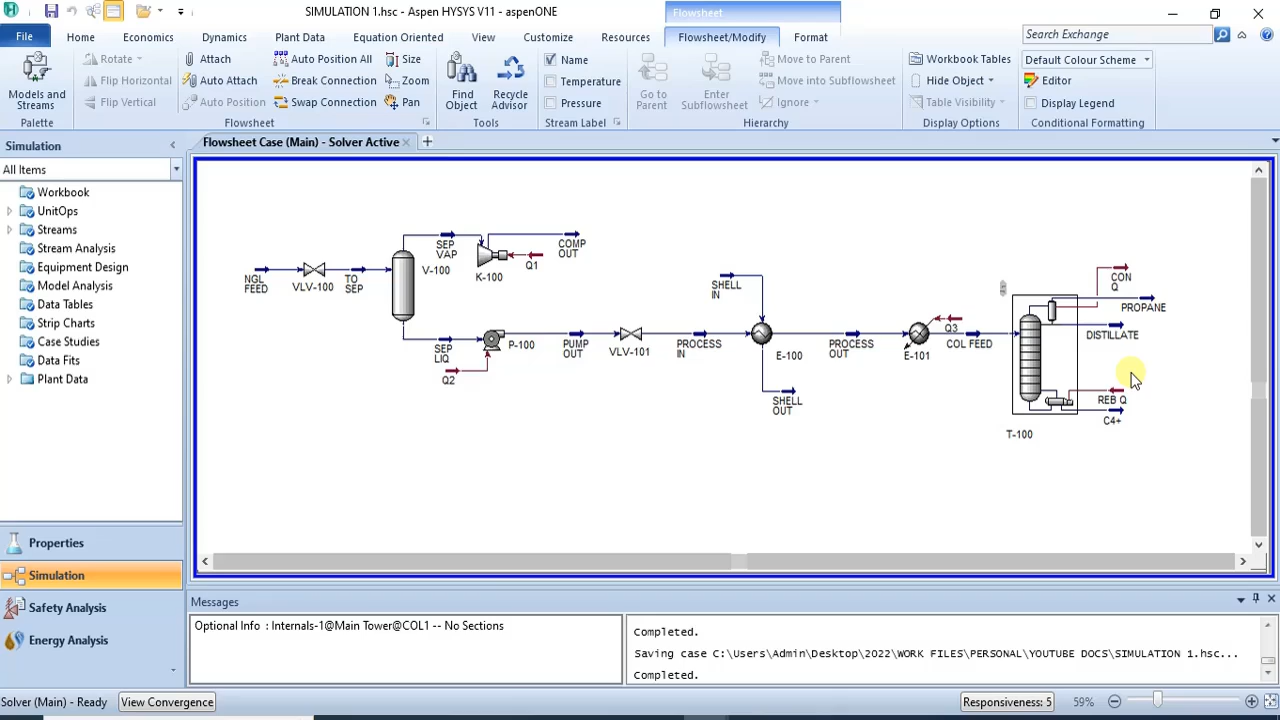 SIMULATION 1.hsc - Aspen HYSYS V11 - aspenONE
Flowsheet
File Home Economics Dynamics Plant Data Equation Oriented View Customize Resources Flowsheet/Modify Format
Search Exchange
Models and Streams
Palette
Rotate
Flip Horizontal
Flip Vertical
Attach
Auto Attach
Auto Position
Auto Position All
Break Connection
Swap Connection
Size
Zoom
Pan
Flowsheet
Find Object
Recycle Advisor
Tools
Name
Temperature
Pressure
Stream Label
Go to Parent
Enter Subflowsheet
Move to Parent
Move into Subflowsheet
Ignore
Hierarchy
Workbook Tables
Hide Object
Table Visibility
Display Options
Default Colour Scheme
Editor
Display Legend
Conditional Formatting
Simulation
All Items
Workbook
UnitOps
Streams
Stream Analysis
Equipment Design
Model Analysis
Data Tables
Strip Charts
Case Studies
Data Fits
Plant Data
Properties
Simulation
Safety Analysis
Energy Analysis
Flowsheet Case (Main) - Solver Active
NGL FEED
VLV-100
TO SEP
V-100
SEP VAP
K-100
Q1
COMP OUT
SEP LIQ
Q2
P-100
PUMP OUT
VLV-101
PROCESS IN
SHELL IN
E-100
SHELL OUT
PROCESS OUT
E-101
Q3
COL FEED
T-100
CON Q
PROPANE
DISTILLATE
REB Q
C4+
Messages
Optional Info : Internals-1@Main Tower@COL1 -- No Sections
Completed.
Saving case C:\Users\Admin\Desktop\2022\WORK FILES\PERSONAL\YOUTUBE DOCS\SIMULATION 1.hsc...
Completed.
Solver (Main) - Ready
View Convergence
Responsiveness: 5
59%